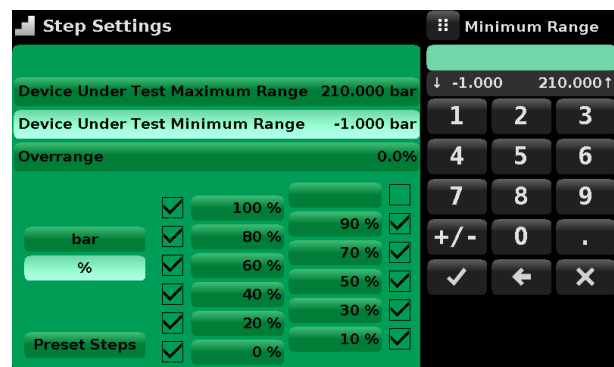 Step Settings
Minimum Range
Device Under Test Maximum Range 210.000 bar
↓ -1.000 210.000↑
Device Under Test Minimum Range -1.000 bar
Overrange 0.0%
1 2 3
4 5 6
7 8 9
+/- 0 .
100 %
90 %
bar
80 %
70 %
%
60 %
50 %
40 %
30 %
20 %
10 %
Preset Steps
0 %